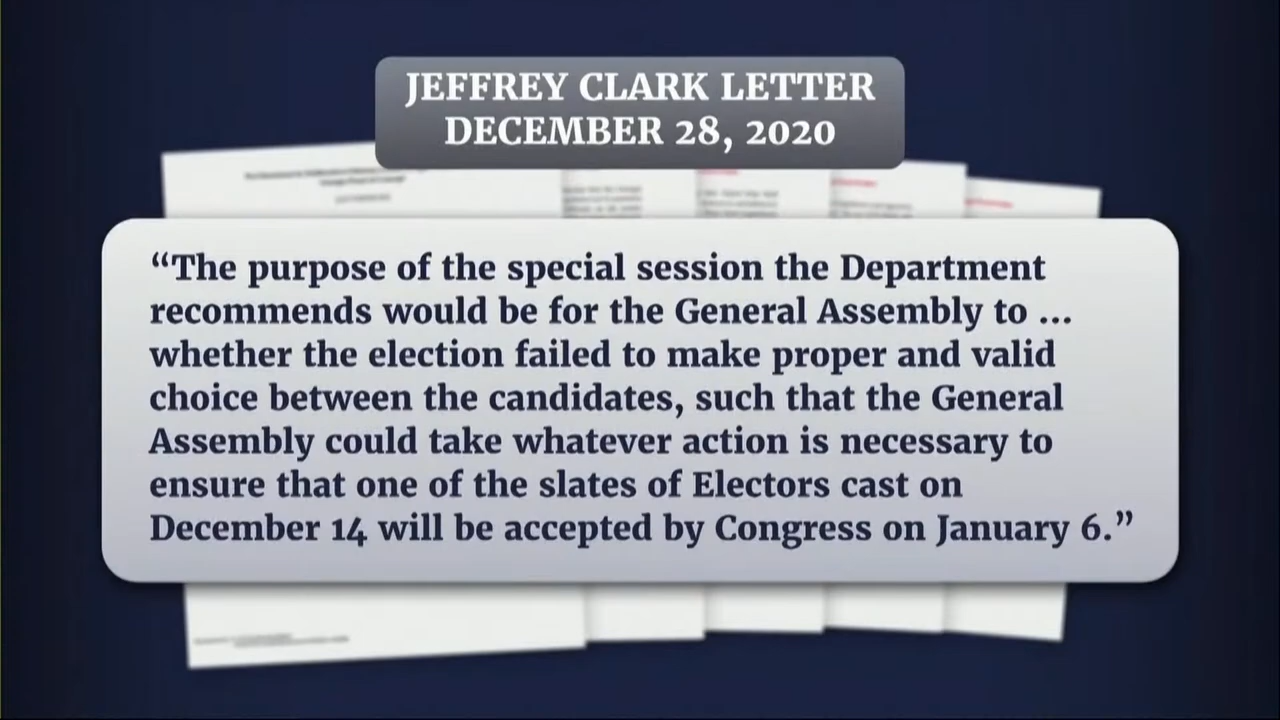 JEFFREY CLARK LETTER
DECEMBER 28, 2020
“The purpose of the special session the Department
recommends would be for the General Assembly to ...
whether the election failed to make proper and valid
choice between the candidates, such that the General
Assembly could take whatever action is necessary to
ensure that one of the slates of Electors cast on
December 14 will be accepted by Congress on January 6.”